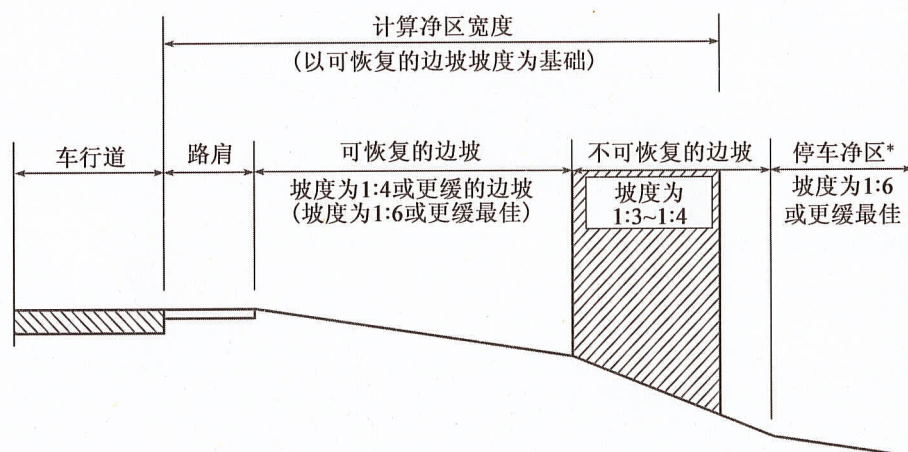 计算净区宽度
(以可恢复的边坡坡度为基础)
车行道
路肩
可恢复的边坡
不可恢复的边坡
停车净区*
坡度为1:4或更缓的边坡
(坡度为1:6或更缓最佳)
坡度为
1:3~1:4
坡度为1:6
或更缓最佳